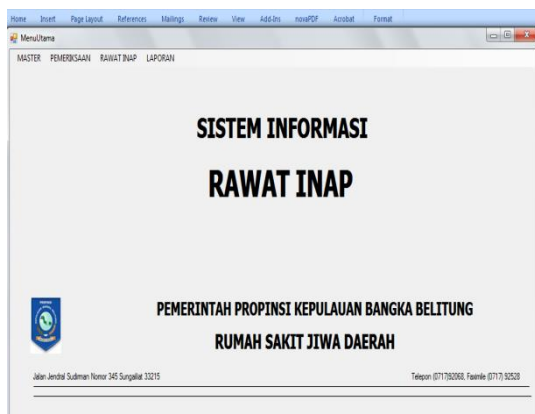 Home Insert Page Layout References Mailings Review View Add-Ins novaPDF Acrobat Format
MenuUtama
MASTER PEMERIKSAAN RAWAT INAP LAPORAN
SISTEM INFORMASI
RAWAT INAP
PEMERINTAH PROPINSI KEPULAUAN BANGKA BELITUNG
RUMAH SAKIT JIWA DAERAH
Jalan Jendral Sudirman Nomor 345 Sungailiat 33215 Telepon (0717)92068, Faximile (0717) 92528